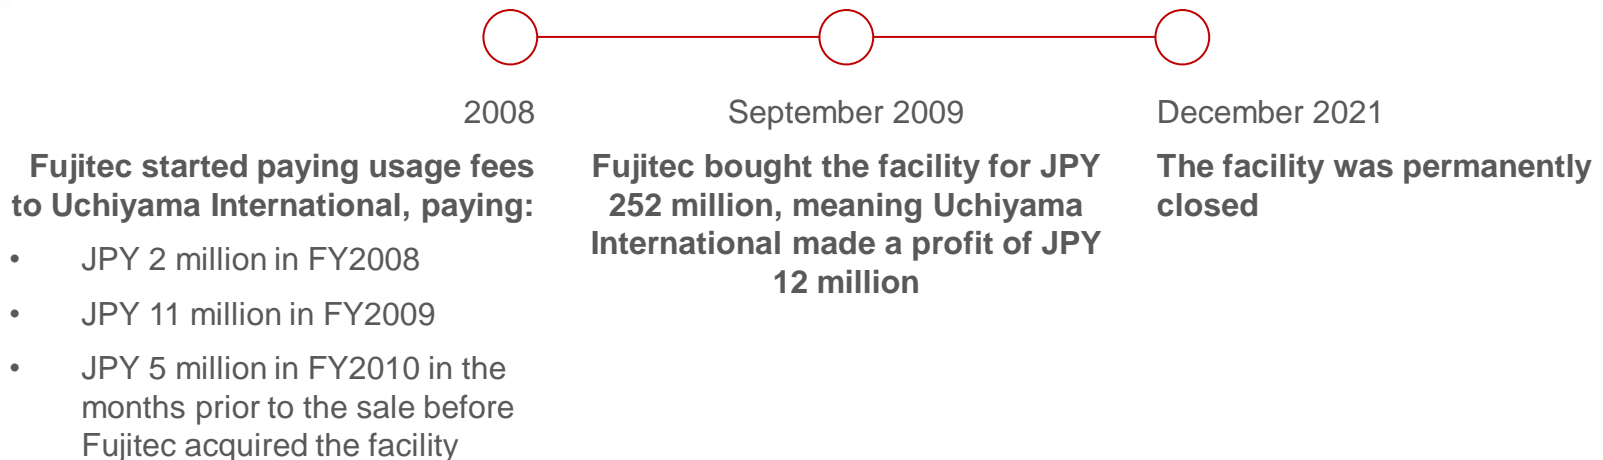 2008
Fujitec started paying usage fees
to Uchiyama International, paying:
• JPY 2 million in FY2008
• JPY 11 million in FY2009
• JPY 5 million in FY2010 in the
months prior to the sale before
Fujitec acquired the facility
September 2009
Fujitec bought the facility for JPY
252 million, meaning Uchiyama
International made a profit of JPY
12 million
December 2021
The facility was permanently
closed